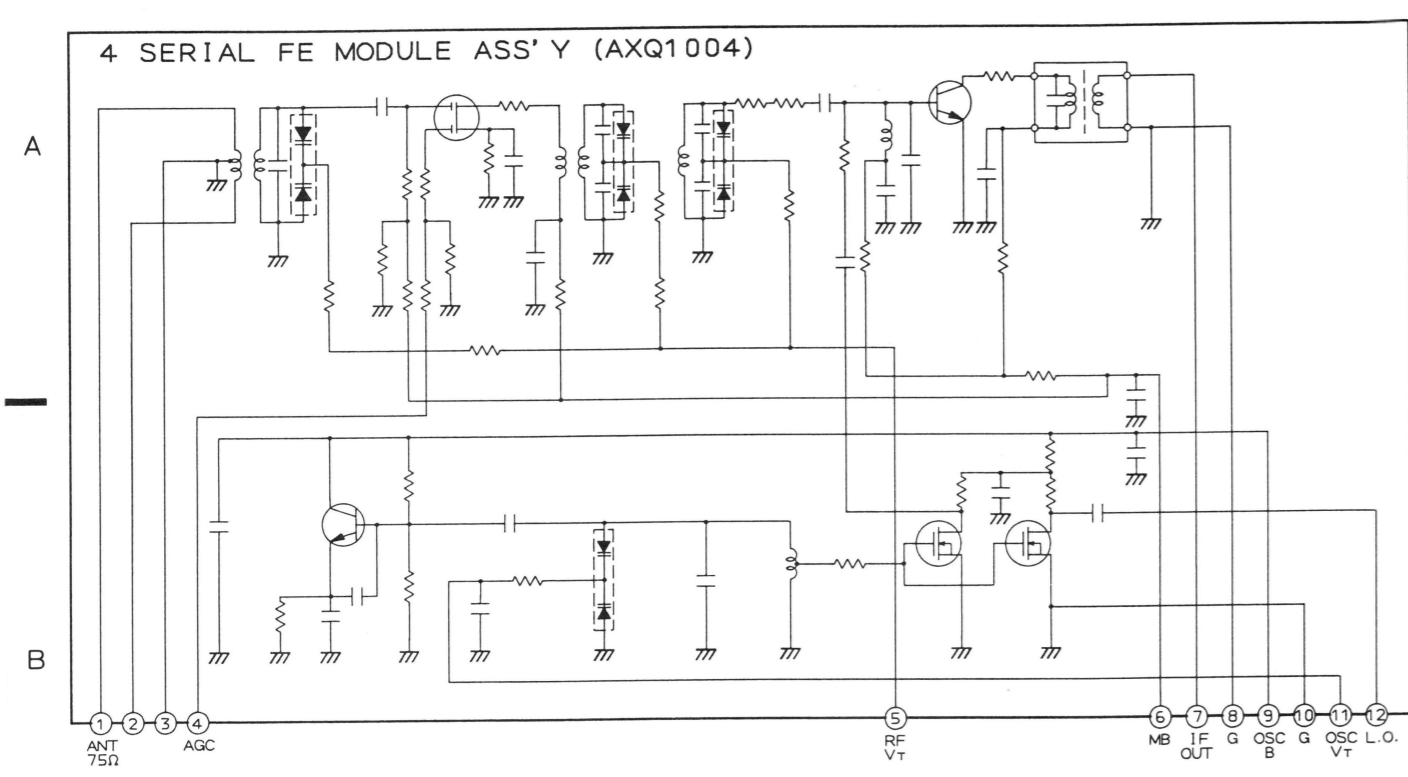 4 SERIAL FE MODULE ASS'Y (AXQ1004)
A
B
1 2 3 4 5 6 7 8 9 10 11 12
ANT 75Ω
AGC
RF VT
MB
IF OUT
G
OSC B
G
OSC VT
L.O.